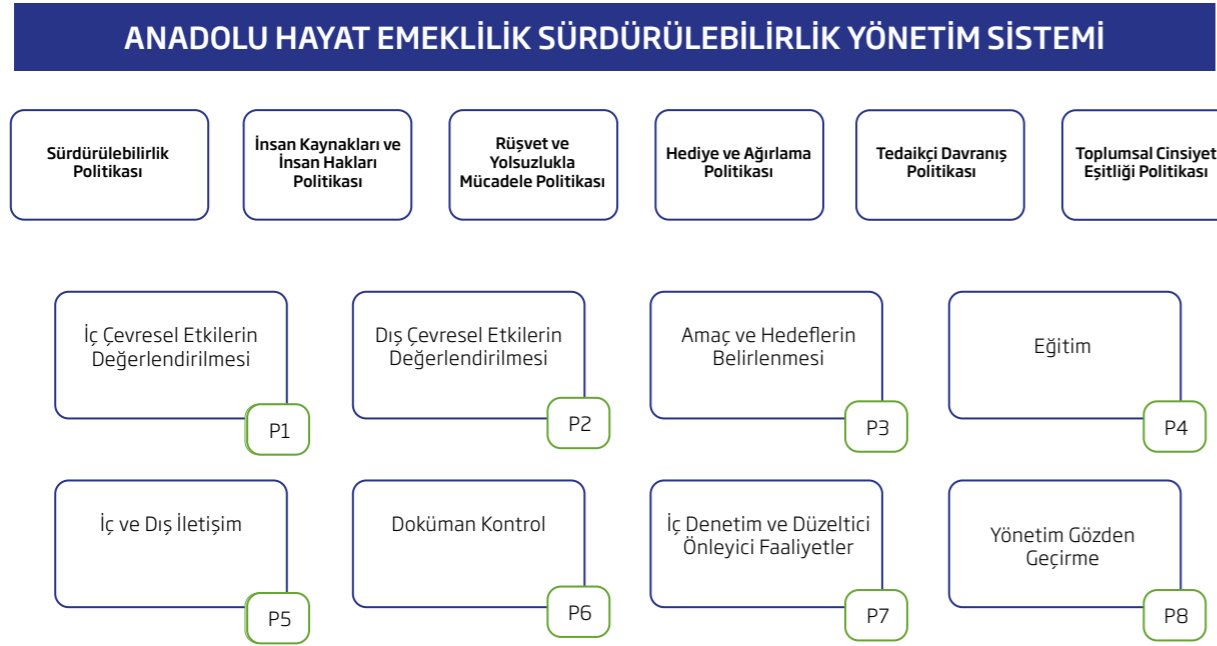 ANADOLU HAYAT EMEKLİLİK SÜRDÜRÜLEBİLİRLİK YÖNETİM SİSTEMİ
Sürdürülebilirlik
Politikası
İnsan Kaynakları ve
İnsan Hakları
Politikası
Rüşvet ve
Yolsuzlukla
Mücadele Politikası
Hediye ve Ağırlama
Politikası
Tedaikçi Davranış
Politikası
Toplumsal Cinsiyet
Eşitliği Politikası
İç Çevresel Etkilerin
Değerlendirilmesi
P1
Dış Çevresel Etkilerin
Değerlendirilmesi
P2
Amaç ve Hedeflerin
Belirlenmesi
P3
Eğitim
P4
İç ve Dış İletişim
P5
Doküman Kontrol
P6
İç Denetim ve Düzeltici
Önleyici Faaliyetler
P7
Yönetim Gözden
Geçirme
P8